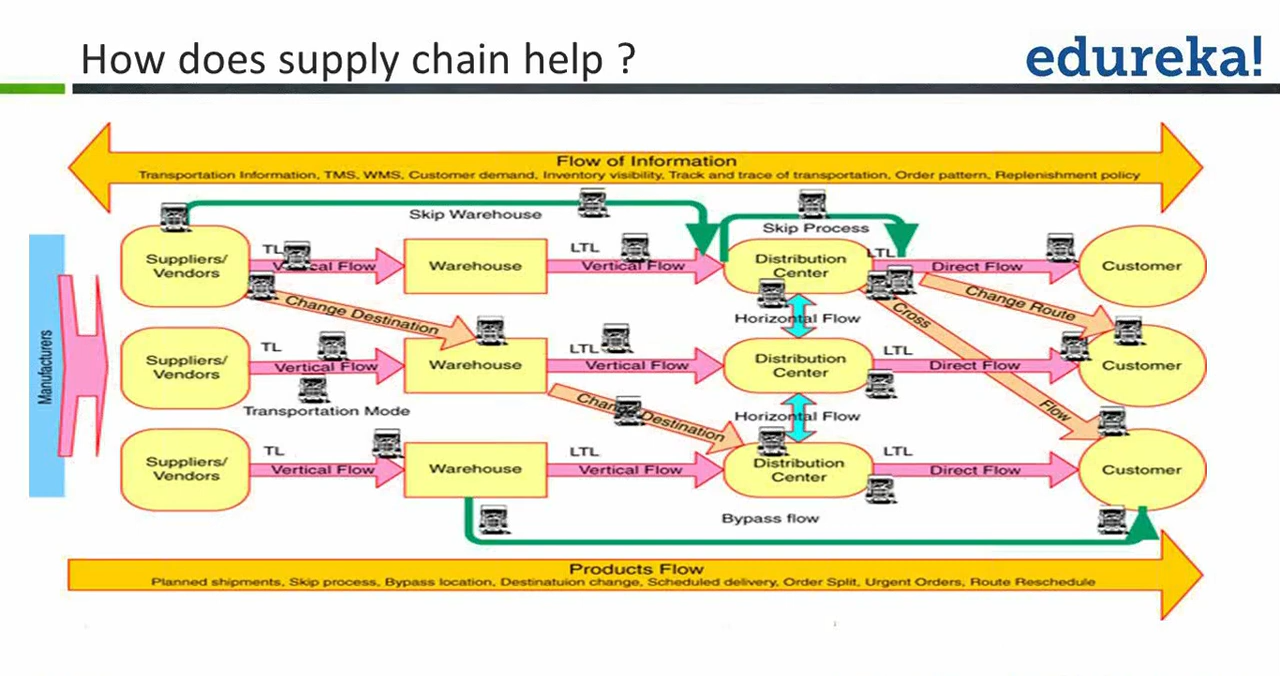 How does supply chain help ?
edureka!
Flow of Information
Transportation Information, TMS, WMS, Customer demand, Inventory visibility, Track and trace of transportation, Order pattern, Replenishment policy
Skip Warehouse
Skip Process
Manufacturers
Suppliers/
Vendors
TL
Vertical Flow
Warehouse
LTL
Vertical Flow
Distribution
Center
LTL
Direct Flow
Customer
Change Destination
Horizontal Flow
Cross
Flow
Change Route
Suppliers/
Vendors
TL
Vertical Flow
Transportation Mode
Warehouse
LTL
Vertical Flow
Distribution
Center
LTL
Direct Flow
Customer
Change Destination
Horizontal Flow
Suppliers/
Vendors
TL
Vertical Flow
Warehouse
LTL
Vertical Flow
Distribution
Center
LTL
Direct Flow
Customer
Bypass flow
Products Flow
Planned shipments, Skip process, Bypass location, Destinatuion change, Scheduled delivery, Order Split, Urgent Orders, Route Reschedule